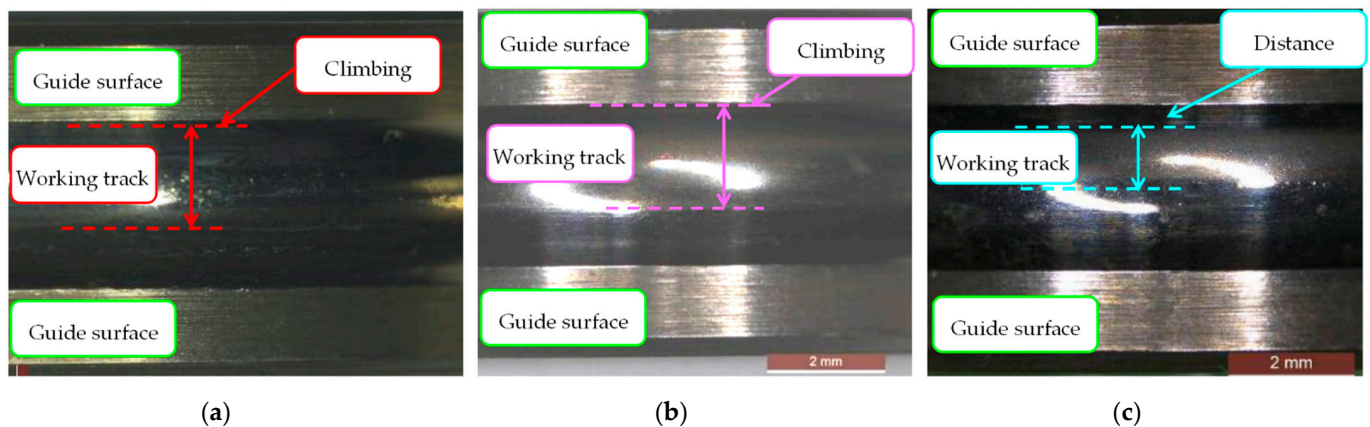 Guide surface
Climbing
Working track
Guide surface
Guide surface
Climbing
Working track
Guide surface
2 mm
Guide surface
Distance
Working track
Guide surface
2 mm
(a)
(b)
(c)